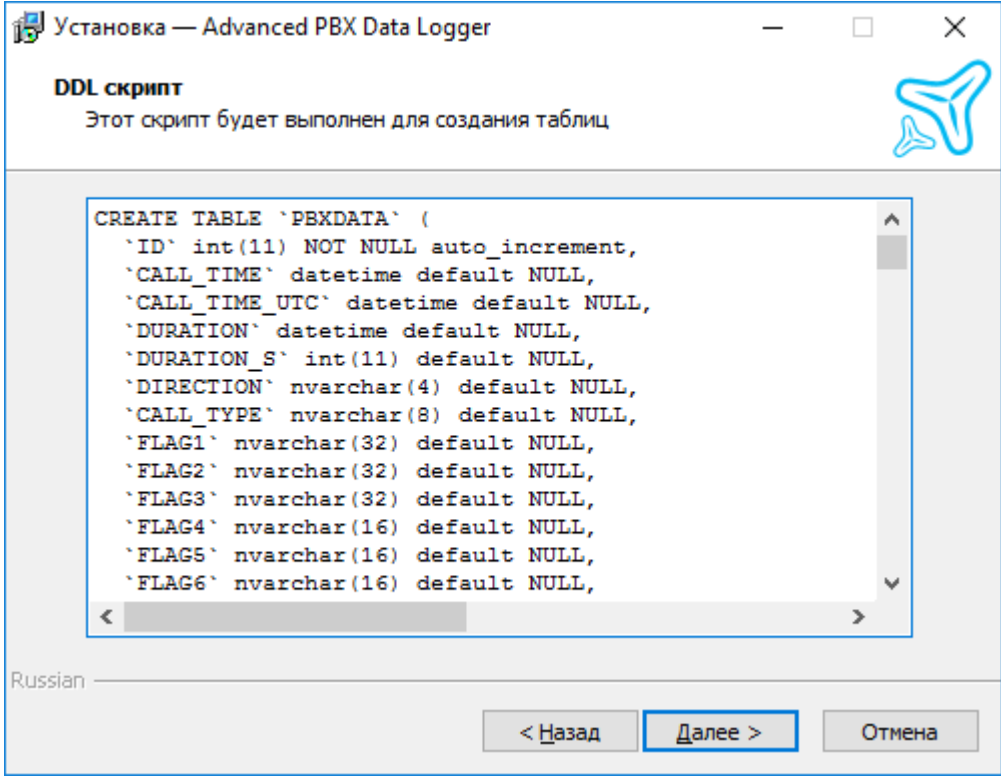 Установка — Advanced PBX Data Logger
DDL скрипт
Этот скрипт будет выполнен для создания таблиц
CREATE TABLE `PBXDATA` (
`ID` int(11) NOT NULL auto_increment,
`CALL_TIME` datetime default NULL,
`CALL_TIME_UTC` datetime default NULL,
`DURATION` datetime default NULL,
`DURATION_S` int(11) default NULL,
`DIRECTION` nvarchar(4) default NULL,
`CALL_TYPE` nvarchar(8) default NULL,
`FLAG1` nvarchar(32) default NULL,
`FLAG2` nvarchar(32) default NULL,
`FLAG3` nvarchar(32) default NULL,
`FLAG4` nvarchar(16) default NULL,
`FLAG5` nvarchar(16) default NULL,
`FLAG6` nvarchar(16) default NULL,
Russian
< Назад Далее > Отмена